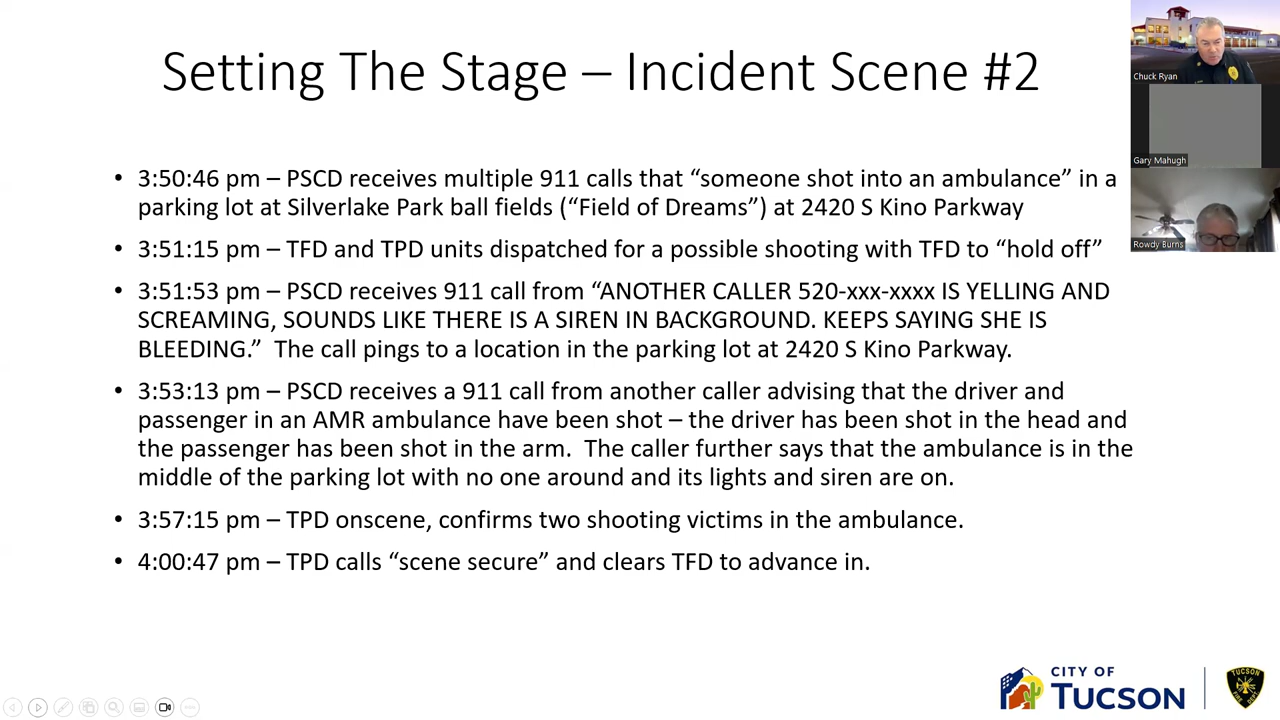 Setting The Stage – Incident Scene #2
• 3:50:46 pm – PSCD receives multiple 911 calls that “someone shot into an ambulance” in a
parking lot at Silverlake Park ball fields (“Field of Dreams”) at 2420 S Kino Parkway
• 3:51:15 pm – TFD and TPD units dispatched for a possible shooting with TFD to “hold off”
• 3:51:53 pm – PSCD receives 911 call from “ANOTHER CALLER 520-xxx-xxxx IS YELLING AND
SCREAMING, SOUNDS LIKE THERE IS A SIREN IN BACKGROUND. KEEPS SAYING SHE IS
BLEEDING.”  The call pings to a location in the parking lot at 2420 S Kino Parkway.
• 3:53:13 pm – PSCD receives a 911 call from another caller advising that the driver and
passenger in an AMR ambulance have been shot – the driver has been shot in the head and
the passenger has been shot in the arm.  The caller further says that the ambulance is in the
middle of the parking lot with no one around and its lights and siren are on.
• 3:57:15 pm – TPD onscene, confirms two shooting victims in the ambulance.
• 4:00:47 pm – TPD calls “scene secure” and clears TFD to advance in.
Chuck Ryan
Gary Mahugh
Rowdy Burns
CITY OF
TUCSON
TUCSON
FIRE DEPT